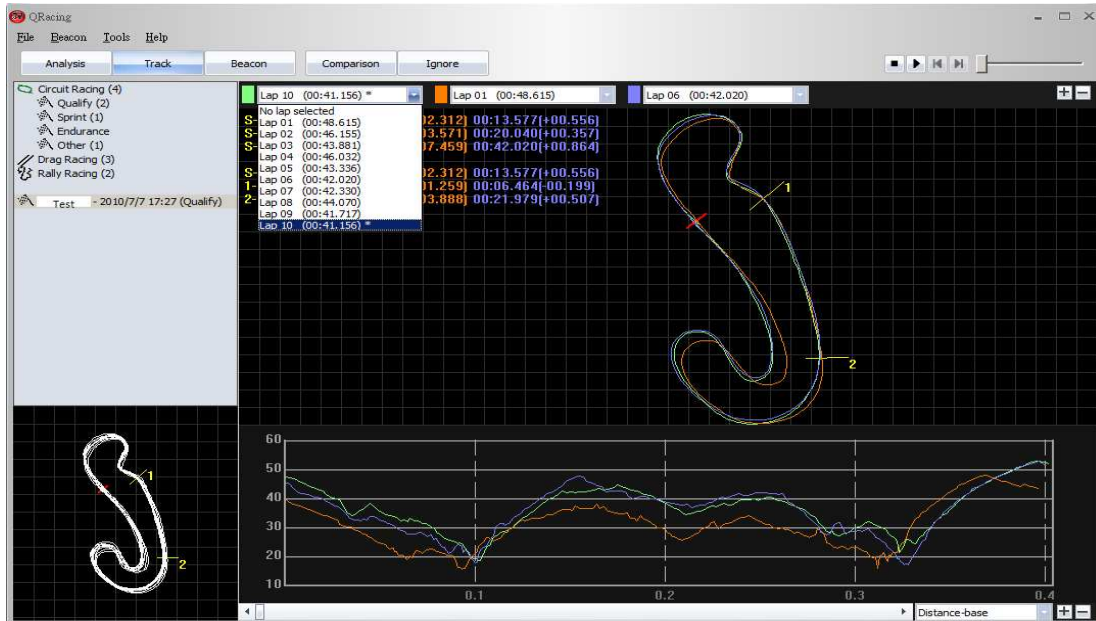 QRacing
File Beacon Tools Help
Analysis Track Beacon Comparison Ignore
Circuit Racing (4)
Qualify (2)
Sprint (1)
Endurance
Other (1)
Drag Racing (3)
Rally Racing (2)
Test - 2010/7/7 17:27 (Qualify)
Lap 10 (00:41.156) * Lap 01 (00:48.615) Lap 06 (00:42.020)
No lap selected
Lap 01 (00:48.615)
Lap 02 (00:46.155)
Lap 03 (00:43.881)
Lap 04 (00:46.032)
Lap 05 (00:43.336)
Lap 06 (00:42.020)
Lap 07 (00:42.330)
Lap 08 (00:44.070)
Lap 09 (00:41.717)
Lap 10 (00:41.156) *
S- 02.312) 00:13.577(+00.556)
S- 03.571) 00:20.040(+00.357)
S- 07.459) 00:42.020(+00.864)
S- 02.312) 00:13.577(+00.556)
1- 01.259) 00:06.464(-00.199)
2- 03.888) 00:21.979(+00.507)
1
2
1
2
60
50
40
30
20
10
0.1 0.2 0.3 0.4
Distance-base